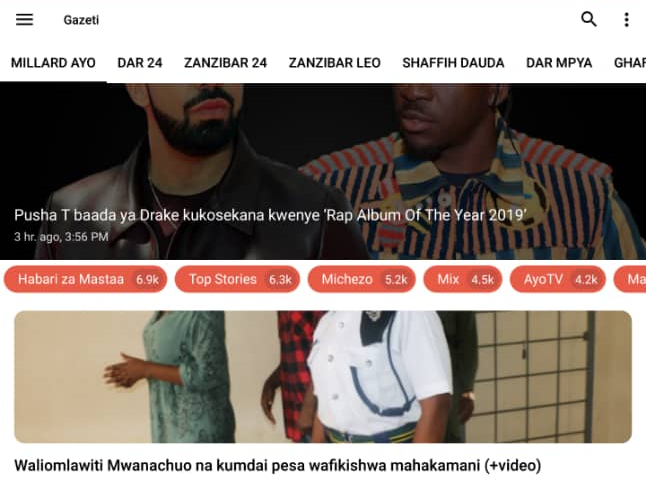 Gazeti
MILLARD AYO DAR 24 ZANZIBAR 24 ZANZIBAR LEO SHAFFIH DAUDA DAR MPYA GHAF
Pusha T baada ya Drake kukosekana kwenye ‘Rap Album Of The Year 2019’
3 hr. ago, 3:56 PM
Habari za Mastaa 6.9k Top Stories 6.3k Michezo 5.2k Mix 4.5k AyoTV 4.2k Ma
Waliomlawiti Mwanachuo na kumdai pesa wafikishwa mahakamani (+video)